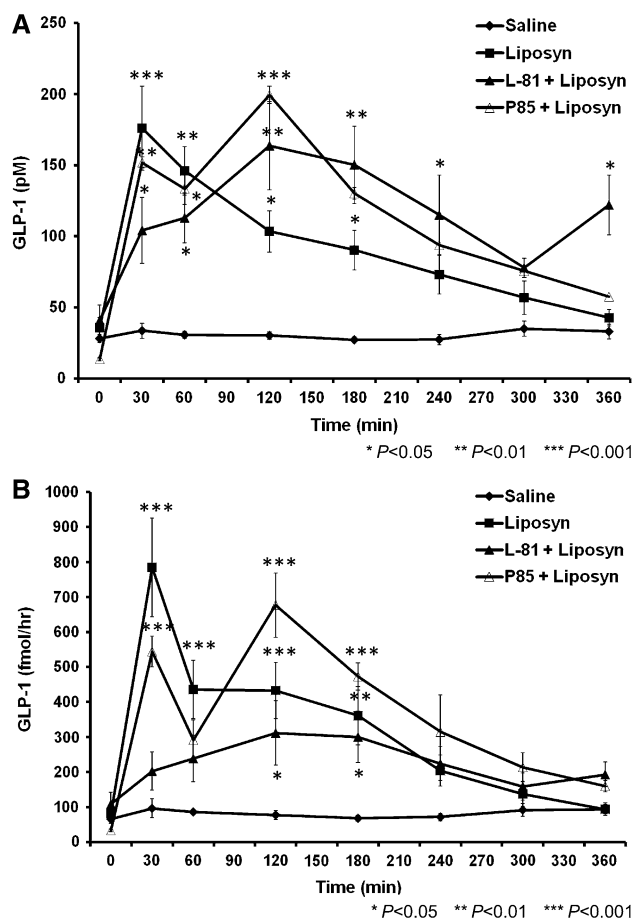 A
250
200
150
100
50
0
GLP-1 (pM)
Saline
Liposyn
L-81 + Liposyn
P85 + Liposyn
***
**
**
*
*
*
***
**
*
**
*
*
*
0 30 60 90 120 150 180 210 240 270 300 330 360
Time (min)
* P<0.05 ** P<0.01 *** P<0.001
B
1000
900
800
700
600
500
400
300
200
100
0
GLP-1 (fmol/hr)
Saline
Liposyn
L-81 + Liposyn
P85 + Liposyn
***
***
***
***
***
*
***
**
*
0 30 60 90 120 150 180 210 240 270 300 330 360
Time (min)
* P<0.05 ** P<0.01 *** P<0.001